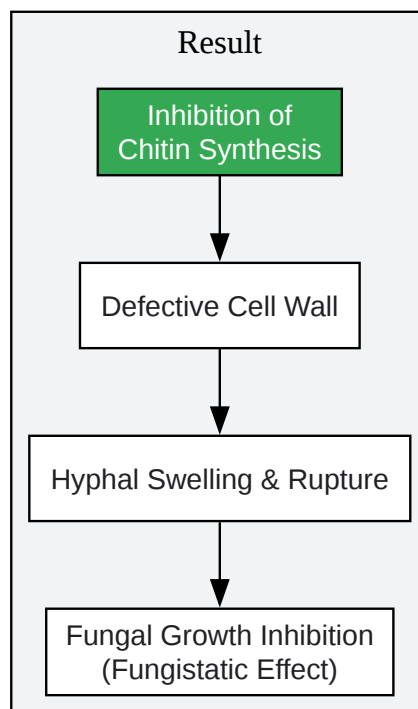 Result
Inhibition of
Chitin Synthesis
Defective Cell Wall
Hyphal Swelling & Rupture
Fungal Growth Inhibition
(Fungistatic Effect)